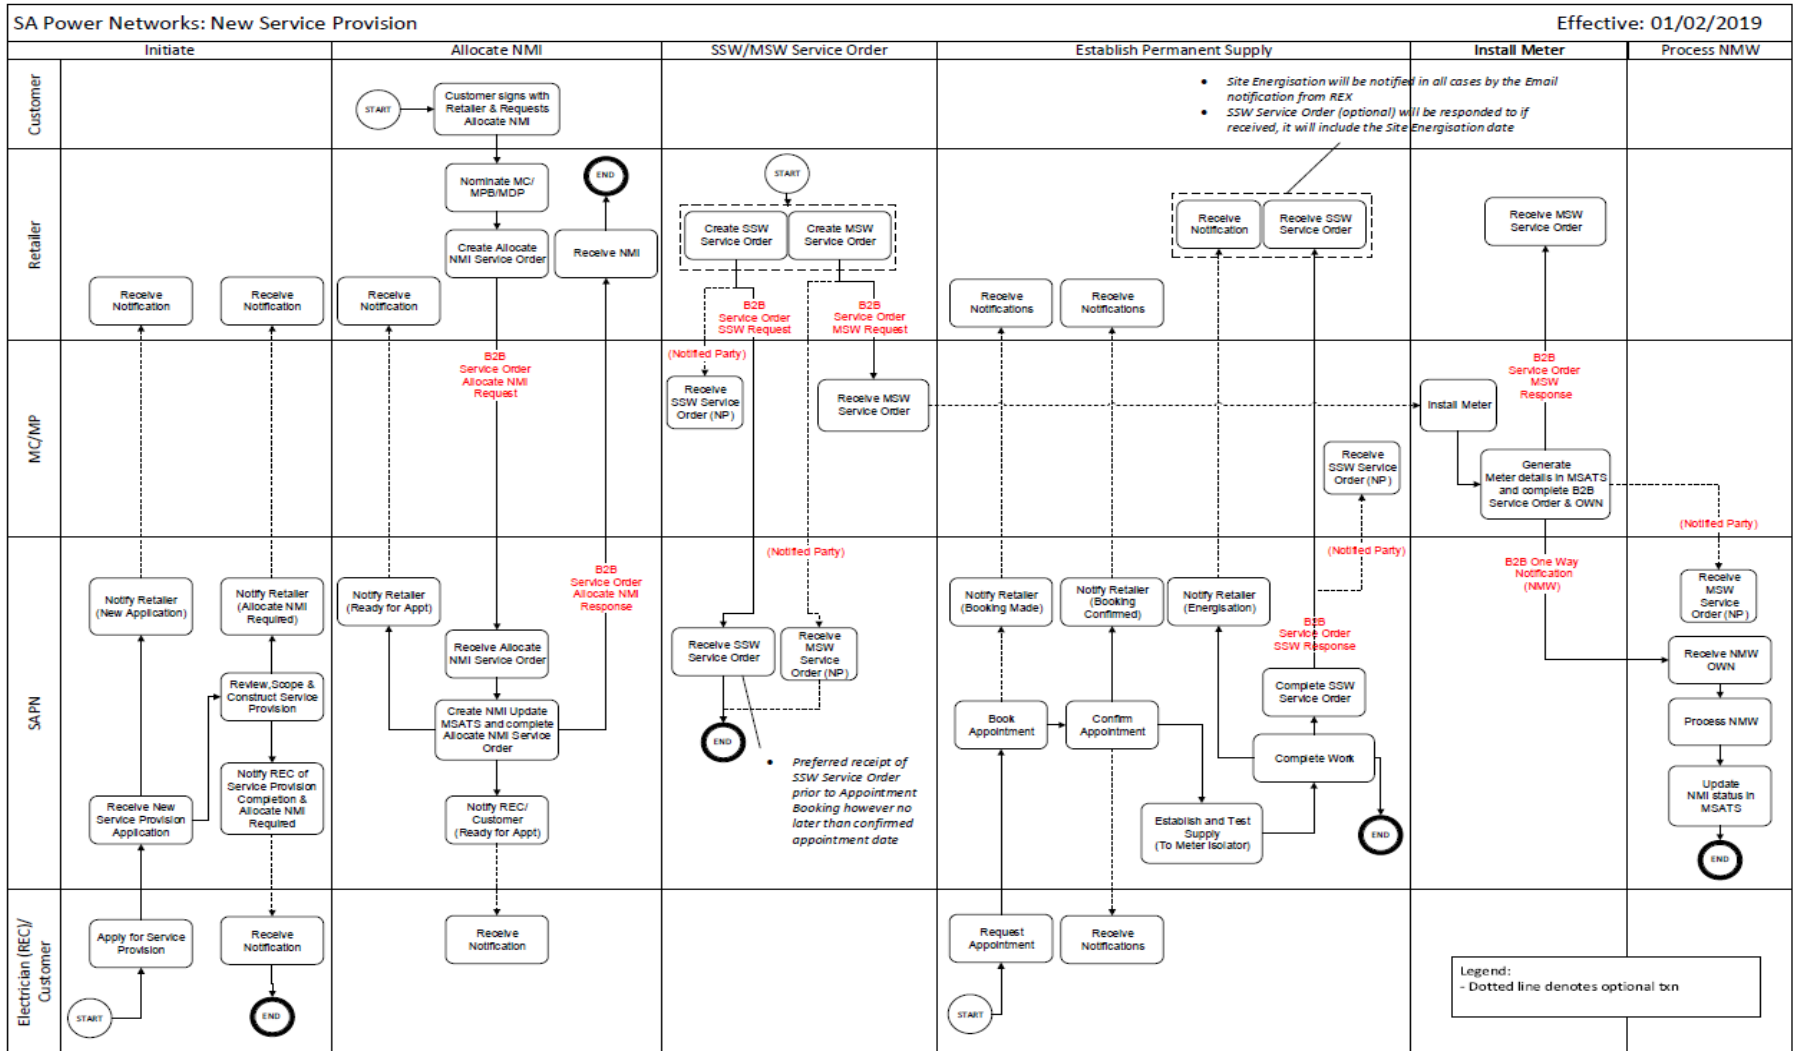 SA Power Networks: New Service Provision
Effective: 01/02/2019
Initiate
Allocate NMI
SSW/MSW Service Order
Establish Permanent Supply
Install Meter
Process NMW
Customer
START
Customer signs with
Retailer & Requests
Allocate NMI
• Site Energisation will be notified in all cases by the Email
notification from REX
• SSW Service Order (optional) will be responded to if
received, it will include the Site Energisation date
Retailer
Nominate MC/
MPB/MDP
END
START
Create Allocate
NMI Service Order
Receive NMI
Create SSW
Service Order
Create MSW
Service Order
Receive
Notification
Receive SSW
Service Order
Receive MSW
Service Order
Receive
Notification
Receive
Notification
Receive
Notification
B2B
Service Order
SSW Request
B2B
Service Order
MSW Request
Receive
Notifications
Receive
Notifications
MC/MP
B2B
Service Order
Allocate NMI
Request
(Notified Party)
Receive
SSW Service
Order (NP)
Receive MSW
Service Order
Install Meter
B2B
Service Order
MSW
Response
Receive
SSW Service
Order (NP)
Generate
Meter details in MSATS
and complete B2B
Service Order & OWN
(Notified Party)
SAPN
(Notified Party)
(Notified Party)
B2B One Way
Notification
(NMW)
Notify Retailer
(New Application)
Notify Retailer
(Allocate NMI
Required)
Notify Retailer
(Ready for Appt)
B2B
Service Order
Allocate NMI
Response
Notify Retailer
(Booking Made)
Notify Retailer
(Booking
Confirmed)
Notify Retailer
(Energisation)
Receive
MSW
Service
Order (NP)
Receive Allocate
NMI Service Order
Receive SSW
Service Order
Receive
MSW
Service
Order (NP)
B2B
Service Order
SSW Response
Receive NMW
OWN
Review,Scope &
Construct Service
Provision
Create NMI Update
MSATS and complete
Allocate NMI Service
Order
END
Book
Appointment
Confirm
Appointment
Complete SSW
Service Order
Process NMW
Complete Work
• Preferred receipt of
SSW Service Order
prior to Appointment
Booking however no
later than confirmed
appointment date
Receive New
Service Provision
Application
Notify REC of
Service Provision
Completion &
Allocate NMI
Required
Notify REC/
Customer
(Ready for Appt)
Establish and Test
Supply
(To Meter Isolator)
END
Update
NMI status in
MSATS
END
Electrician (REC)/
Customer
Apply for Service
Provision
Receive
Notification
Receive
Notification
Request
Appointment
Receive
Notifications
START
END
START
Legend:
- Dotted line denotes optional txn